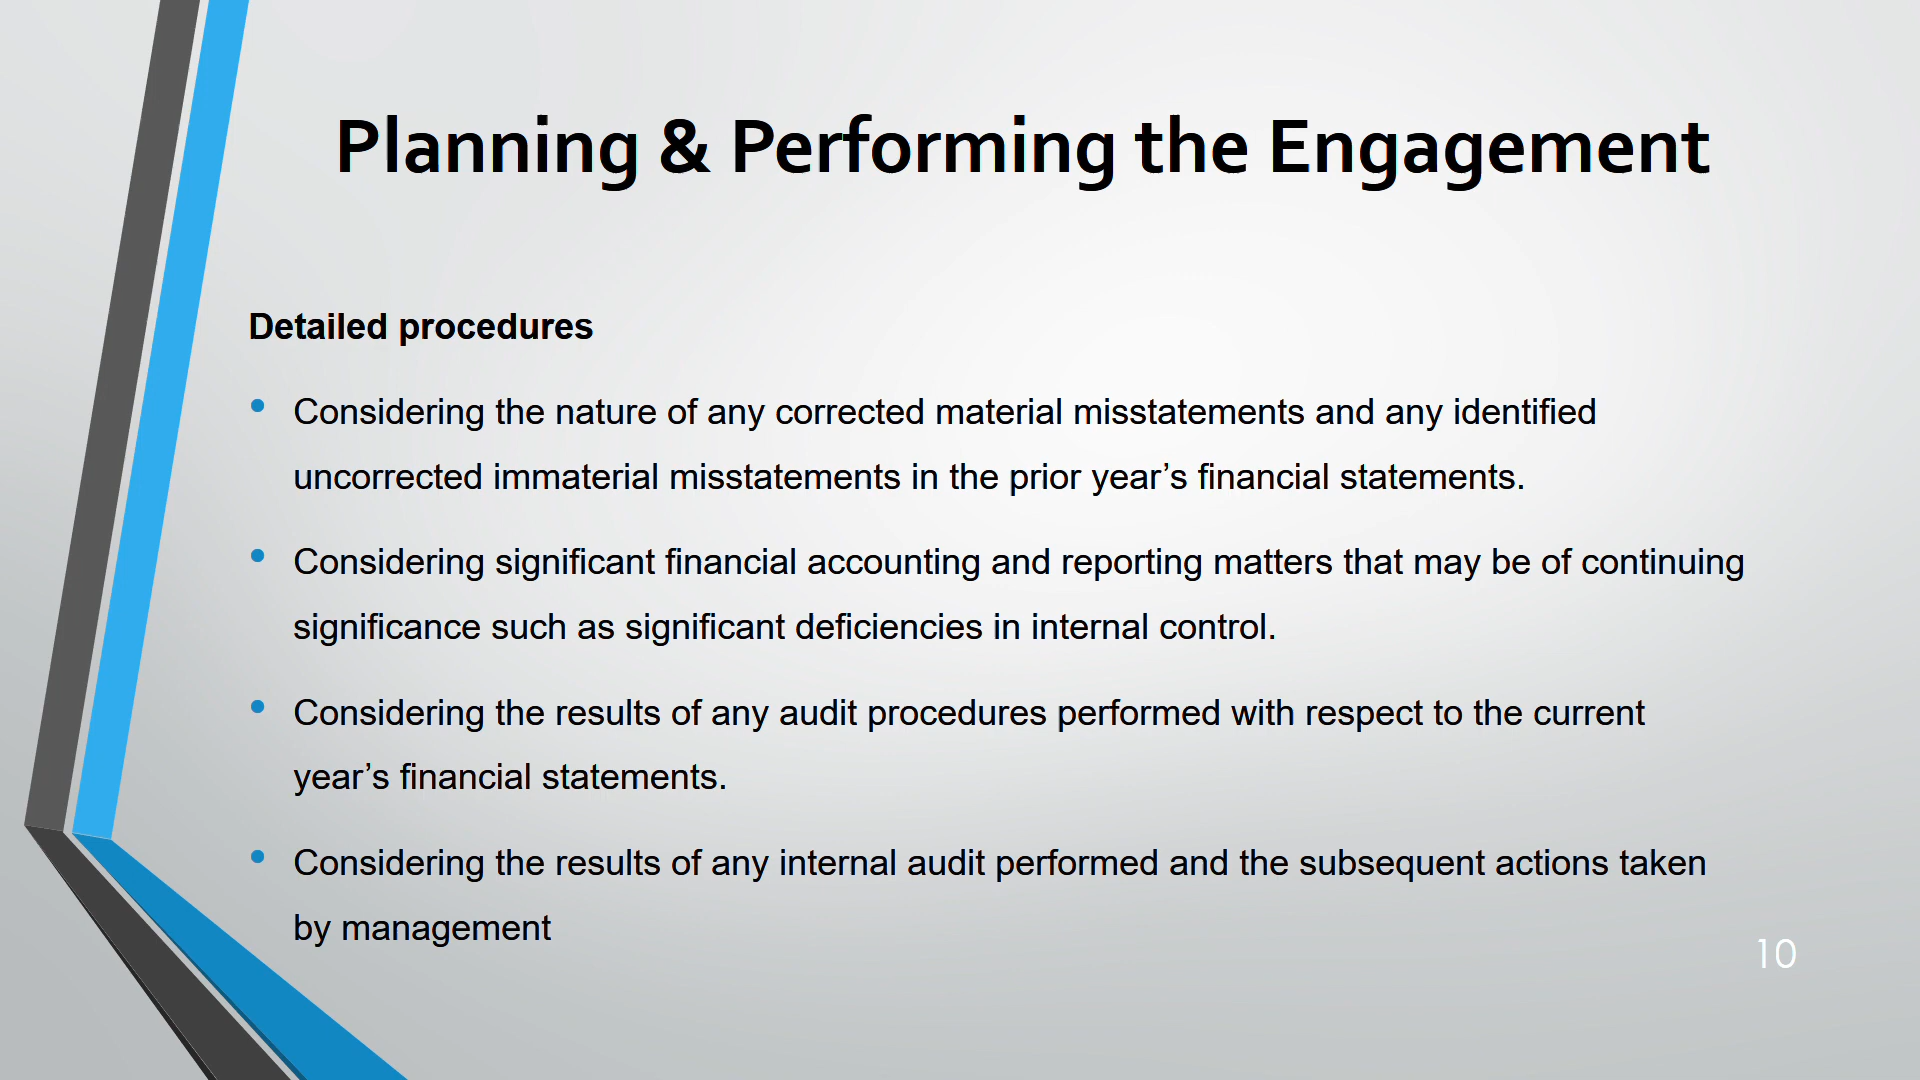 Planning & Performing the Engagement
Detailed procedures
• Considering the nature of any corrected material misstatements and any identified
uncorrected immaterial misstatements in the prior year’s financial statements.
• Considering significant financial accounting and reporting matters that may be of continuing
significance such as significant deficiencies in internal control.
• Considering the results of any audit procedures performed with respect to the current
year’s financial statements.
• Considering the results of any internal audit performed and the subsequent actions taken
by management
10